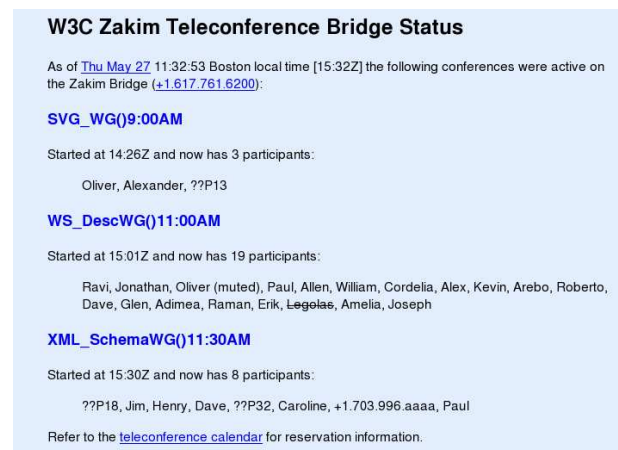 W3C Zakim Teleconference Bridge Status
As of Thu May 27 11:32:53 Boston local time [15:32Z] the following conferences were active on
the Zakim Bridge (+1.617.761.6200):
SVG_WG()9:00AM
Started at 14:26Z and now has 3 participants:
Oliver, Alexander, ??P13
WS_DescWG()11:00AM
Started at 15:01Z and now has 19 participants:
Ravi, Jonathan, Oliver (muted), Paul, Allen, William, Cordelia, Alex, Kevin, Arebo, Roberto,
Dave, Glen, Adimea, Raman, Erik, Legolas, Amelia, Joseph
XML_SchemaWG()11:30AM
Started at 15:30Z and now has 8 participants:
??P18, Jim, Henry, Dave, ??P32, Caroline, +1.703.996.aaaa, Paul
Refer to the teleconference calendar for reservation information.